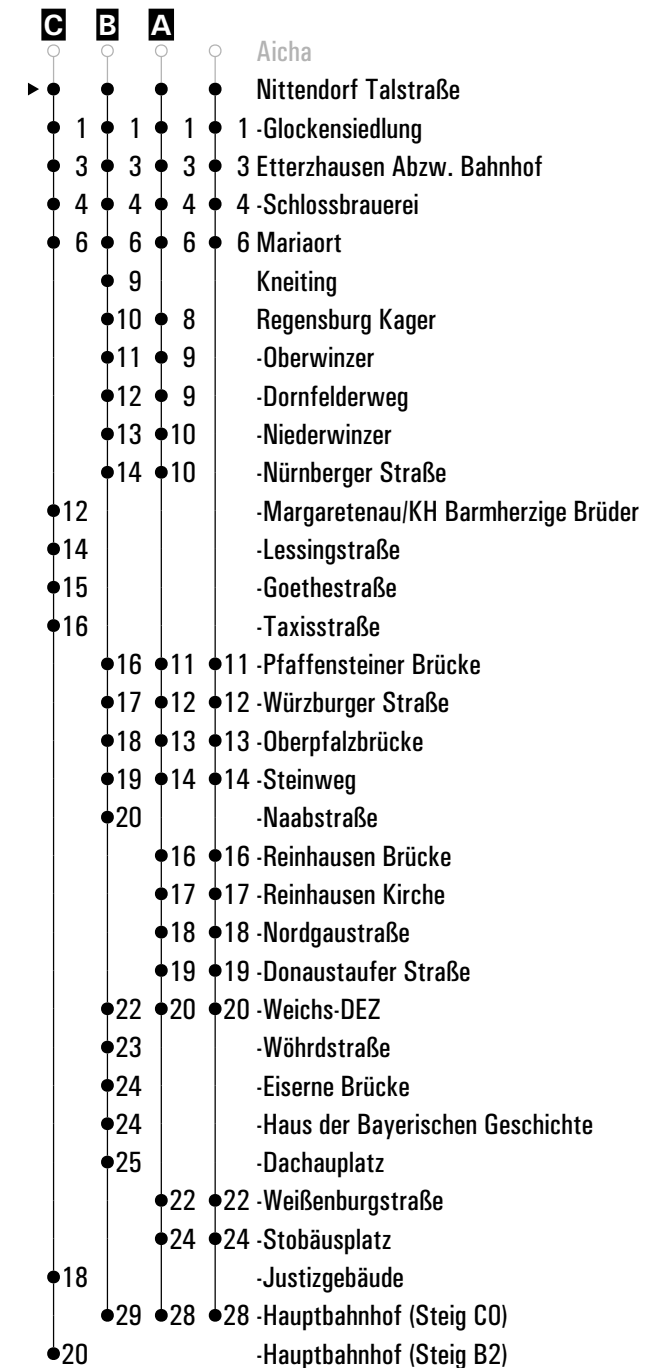 C B A
Aicha
Nittendorf Talstraße
1 1 1 1 -Glockensiedlung
3 3 3 3 Etterzhausen Abzw. Bahnhof
4 4 4 4 -Schlossbrauerei
6 6 6 6 Mariaort
9 Kneiting
10 8 Regensburg Kager
11 9 -Oberwinzer
12 9 -Dornfelderweg
13 10 -Niederwinzer
14 10 -Nürnberger Straße
12 -Margaretenau/KH Barmherzige Brüder
14 -Lessingstraße
15 -Goethestraße
16 -Taxisstraße
16 11 11 -Pfaffensteiner Brücke
17 12 12 -Würzburger Straße
18 13 13 -Oberpfalzbrücke
19 14 14 -Steinweg
20 -Naabstraße
16 16 -Reinhausen Brücke
17 17 -Reinhausen Kirche
18 18 -Nordgaustraße
19 19 -Donaustaufer Straße
22 20 20 -Weichs-DEZ
23 -Wöhrdstraße
24 -Eiserne Brücke
24 -Haus der Bayerischen Geschichte
25 -Dachauplatz
22 22 -Weißenburgstraße
24 24 -Stobäusplatz
18 -Justizgebäude
29 28 28 -Hauptbahnhof (Steig C0)
20 -Hauptbahnhof (Steig B2)